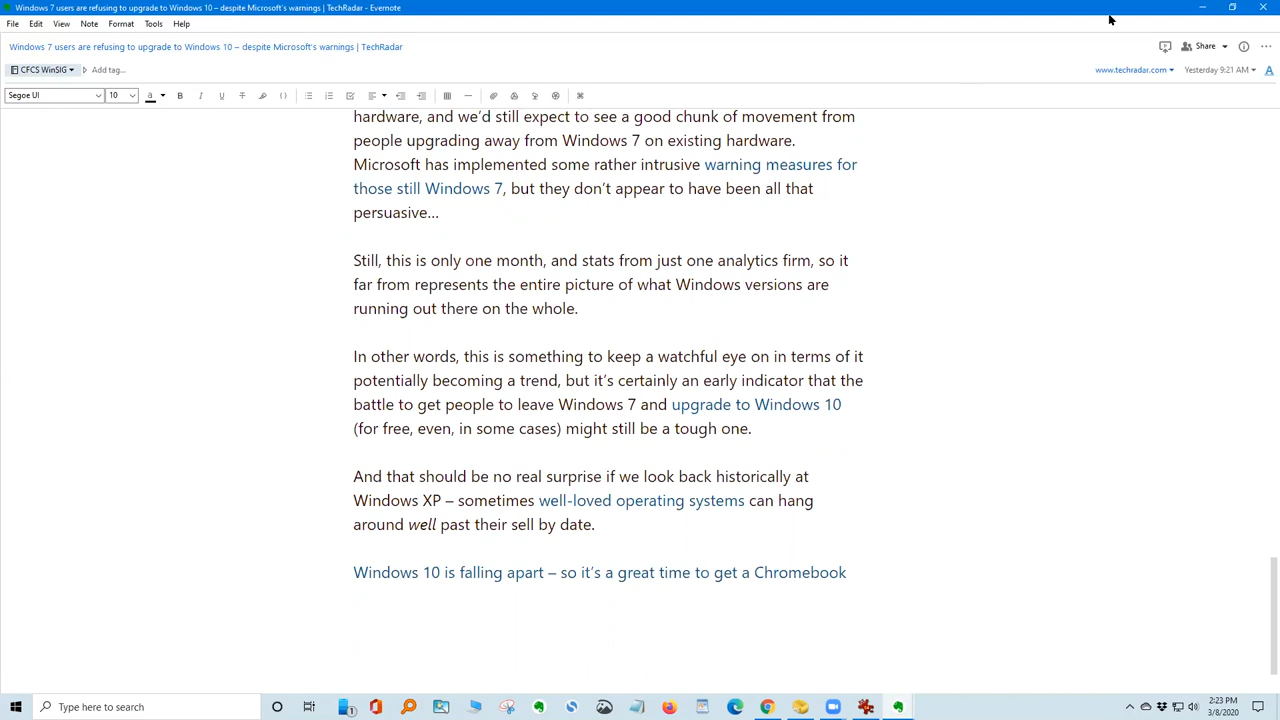 Windows 7 users are refusing to upgrade to Windows 10 – despite Microsoft's warnings | TechRadar - Evernote
File Edit View Note Format Tools Help
Windows 7 users are refusing to upgrade to Windows 10 – despite Microsoft's warnings | TechRadar
Share
CFCS WinSIG
Add tag...
www.techradar.com
Yesterday 9:21 AM
Segoe UI
10
hardware, and we'd still expect to see a good chunk of movement from
people upgrading away from Windows 7 on existing hardware.
Microsoft has implemented some rather intrusive warning measures for
those still Windows 7, but they don't appear to have been all that
persuasive…
Still, this is only one month, and stats from just one analytics firm, so it
far from represents the entire picture of what Windows versions are
running out there on the whole.
In other words, this is something to keep a watchful eye on in terms of it
potentially becoming a trend, but it's certainly an early indicator that the
battle to get people to leave Windows 7 and upgrade to Windows 10
(for free, even, in some cases) might still be a tough one.
And that should be no real surprise if we look back historically at
Windows XP – sometimes well-loved operating systems can hang
around well past their sell by date.
Windows 10 is falling apart – so it's a great time to get a Chromebook
Type here to search
2:23 PM
3/8/2020